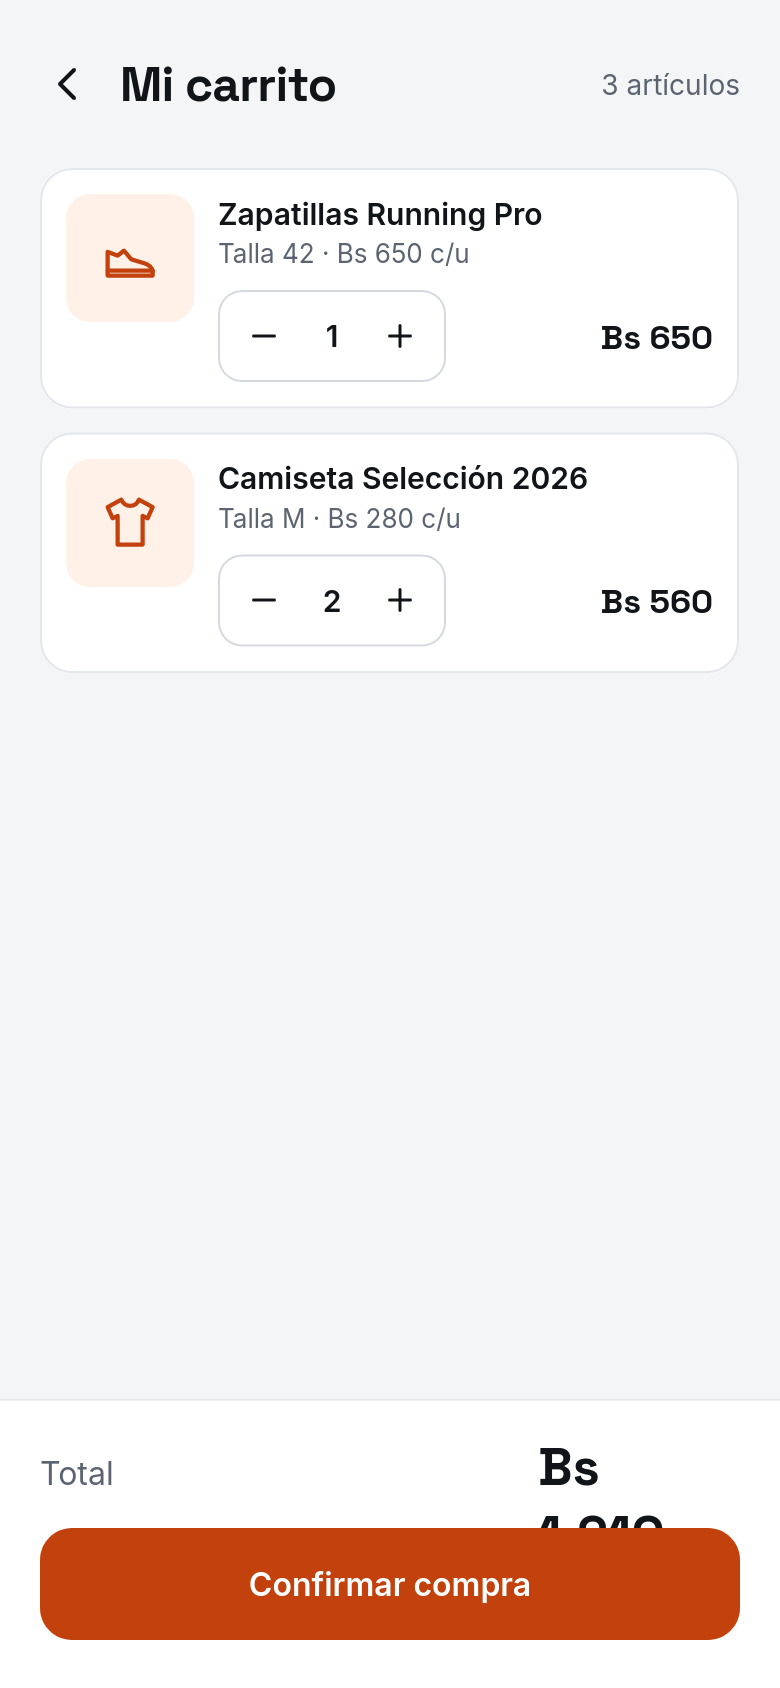 Mi carrito
3 artículos
Zapatillas Running Pro
Talla 42 · Bs 650 c/u
1
Bs 650
Camiseta Selección 2026
Talla M · Bs 280 c/u
2
Bs 560
Total
Bs
Confirmar compra